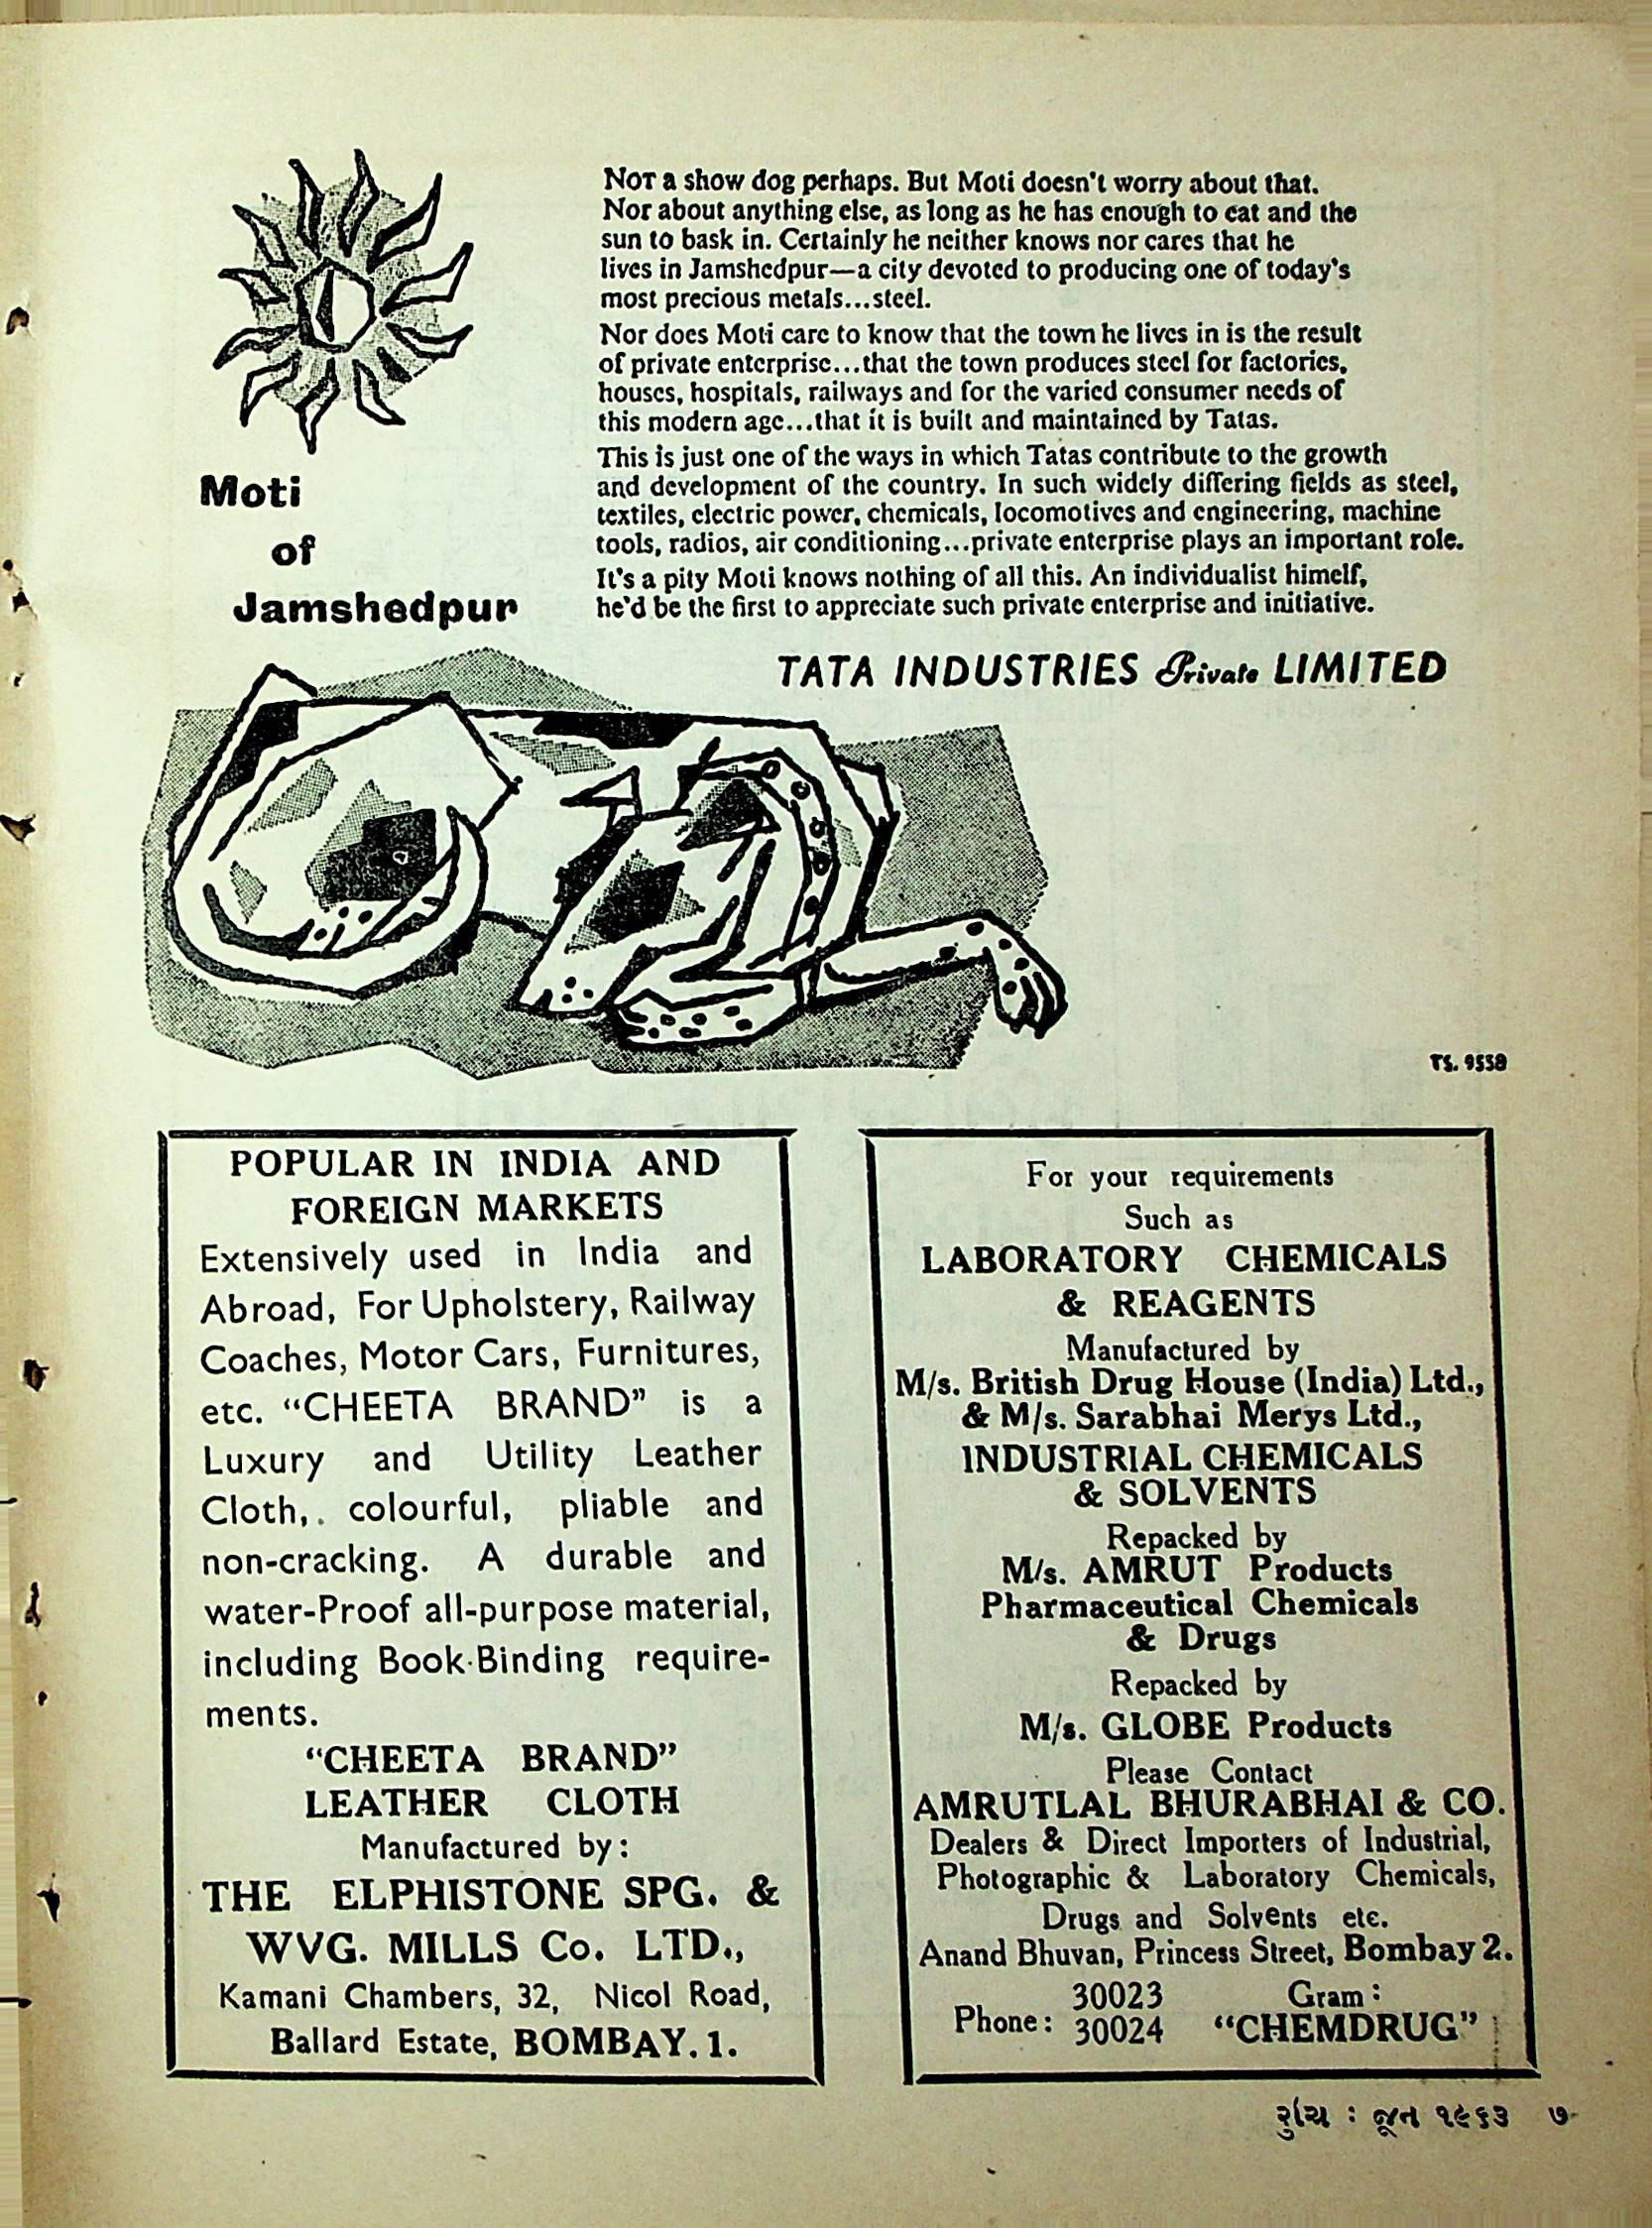 Moti
of
Jamshedpur
NOT a show dog perhaps. But Moti doesn't worry about that.
Nor about anything else, as long as he has enough to eat and the
sun to bask in. Certainly he neither knows nor cares that he
lives in Jamshedpur—a city devoted to producing one of today's
most precious metals...steel.
Nor does Moti care to know that the town he lives in is the result
of private enterprise...that the town produces steel for factories,
houses, hospitals, railways and for the varied consumer needs of
this modern age...that it is built and maintained by Tatas.
This is just one of the ways in which Tatas contribute to the growth
and development of the country. In such widely differing fields as steel,
textiles, electric power, chemicals, locomotives and engineering, machine
tools, radios, air conditioning...private enterprise plays an important role.
It's a pity Moti knows nothing of all this. An individualist himelf,
he'd be the first to appreciate such private enterprise and initiative.
TATA INDUSTRIES Private LIMITED
TS. 9558
POPULAR IN INDIA AND
FOREIGN MARKETS
Extensively used in India and
Abroad, For Upholstery, Railway
Coaches, Motor Cars, Furnitures,
etc. “CHEETA BRAND” is a
Luxury and Utility Leather
Cloth,. colourful, pliable and
non-cracking. A durable and
water-Proof all-purpose material,
including Book-Binding require-
ments.
“CHEETA BRAND”
LEATHER CLOTH
Manufactured by:
THE ELPHISTONE SPG. &
WVG. MILLS Co. LTD.,
Kamani Chambers, 32, Nicol Road,
Ballard Estate, BOMBAY. 1.
For your requirements
Such as
LABORATORY CHEMICALS
& REAGENTS
Manufactured by
M/s. British Drug House (India) Ltd.,
& M/s. Sarabhai Merys Ltd.,
INDUSTRIAL CHEMICALS
& SOLVENTS
Repacked by
M/s. AMRUT Products
Pharmaceutical Chemicals
& Drugs
Repacked by
M/s. GLOBE Products
Please Contact
AMRUTLAL BHURABHAI & CO.
Dealers & Direct Importers of Industrial,
Photographic & Laboratory Chemicals,
Drugs and Solvents etc.
Anand Bhuvan, Princess Street, Bombay 2.
Phone: 30023 30024 Gram: “CHEMDRUG”
રુચિ : જૂન ૧૯૬૩ ૭